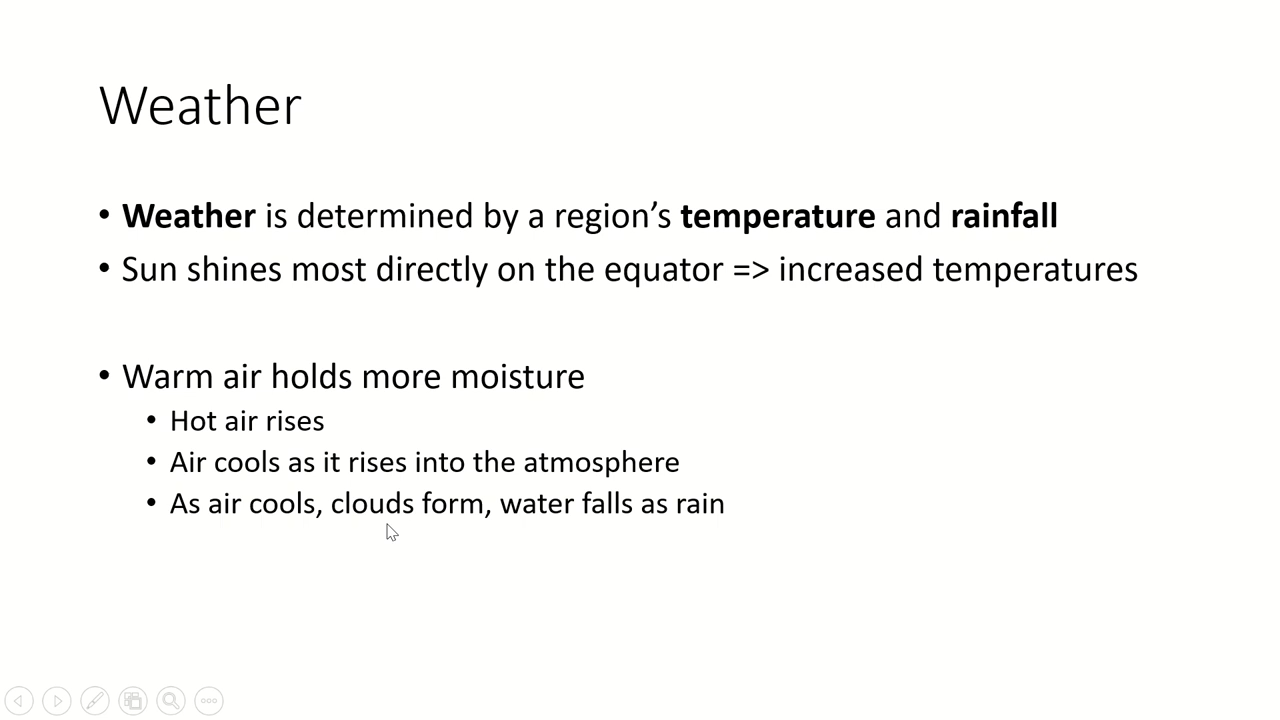 Weather
• Weather is determined by a region’s temperature and rainfall
• Sun shines most directly on the equator => increased temperatures
• Warm air holds more moisture
• Hot air rises
• Air cools as it rises into the atmosphere
• As air cools, clouds form, water falls as rain